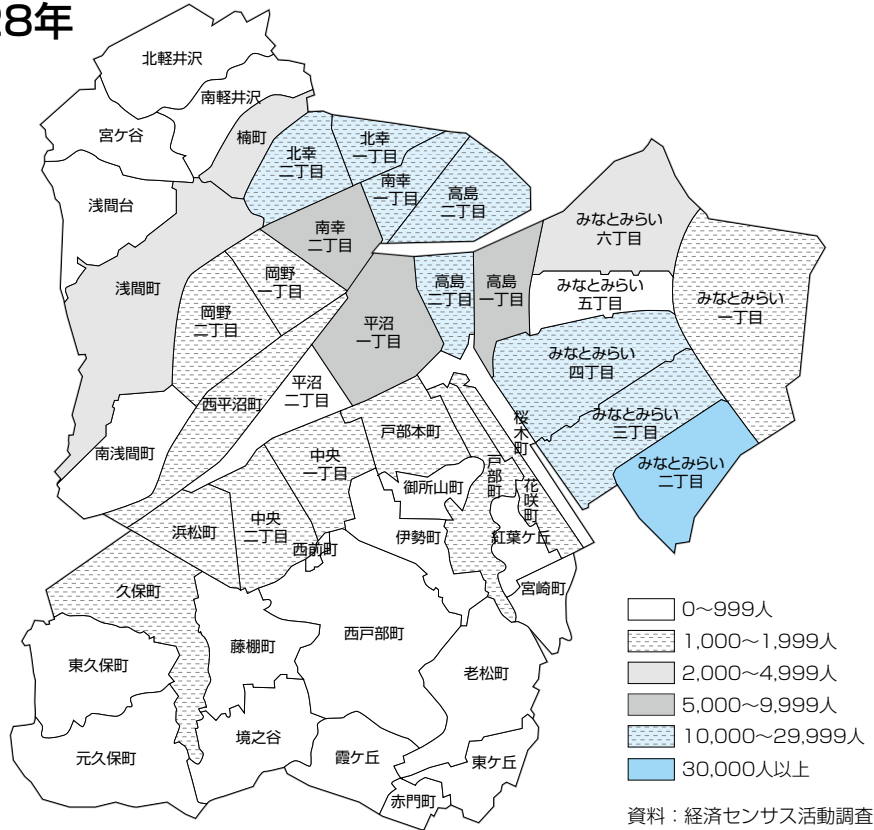 28年
北軽井沢
南軽井沢
宮ケ谷
楠町
北幸
一丁目
北幸
二丁目
南幸
一丁目
高島
二丁目
浅間台
南幸
二丁目
みなとみらい
六丁目
浅間町
岡野
一丁目
岡野
二丁目
高島
二丁目
高島
一丁目
みなとみらい
五丁目
みなとみらい
一丁目
平沼
一丁目
みなとみらい
四丁目
西平沼町
平沼
二丁目
みなとみらい
三丁目
桜木町
南浅間町
戸部本町
中央
一丁目
戸部町
みなとみらい
二丁目
御所山町
花咲町
浜松町
中央
二丁目
西前町
伊勢町
紅葉ケ丘
久保町
宮崎町
東久保町
藤棚町
西戸部町
老松町
元久保町
境之谷
霞ケ丘
東ケ丘
赤門町
0〜999人
1,000〜1,999人
2,000〜4,999人
5,000〜9,999人
10,000〜29,999人
30,000人以上
資料：経済センサス活動調査